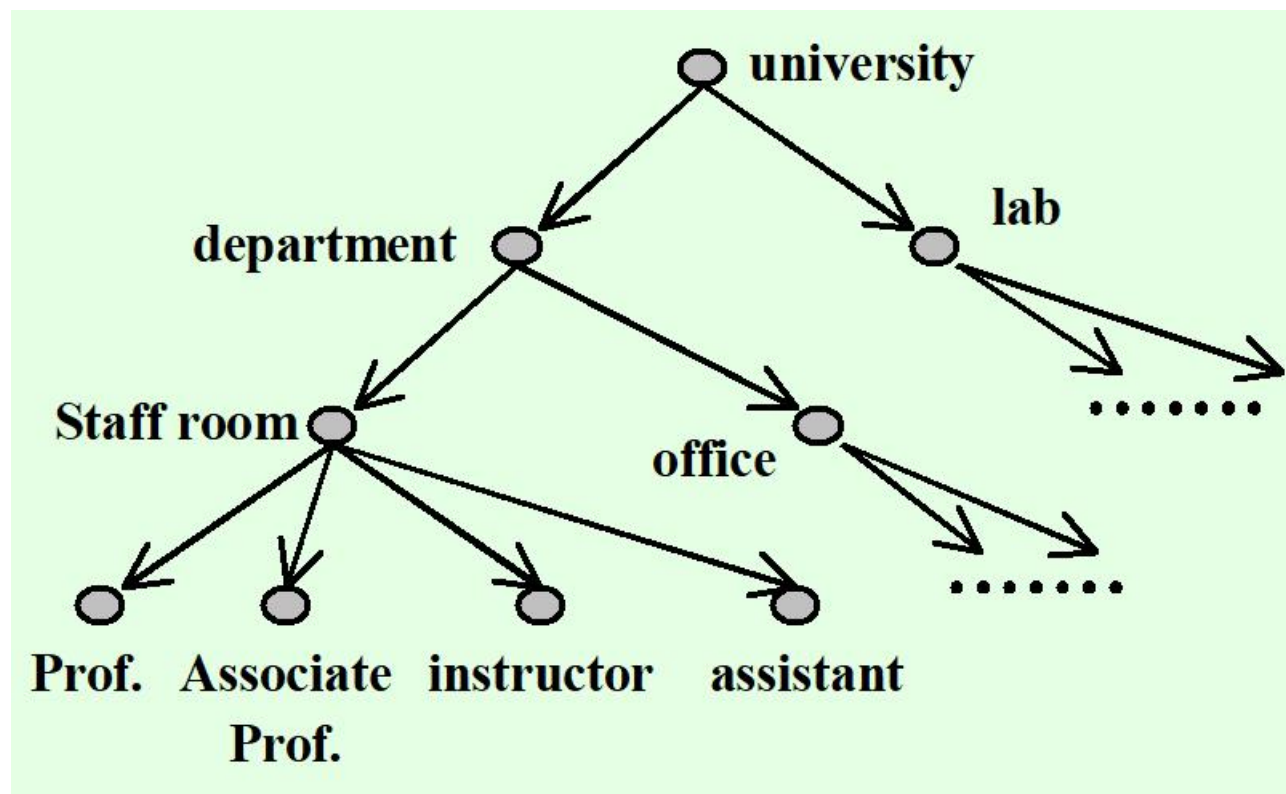 university
lab
department
Staff room
office
Prof.
Associate
Prof.
instructor
assistant